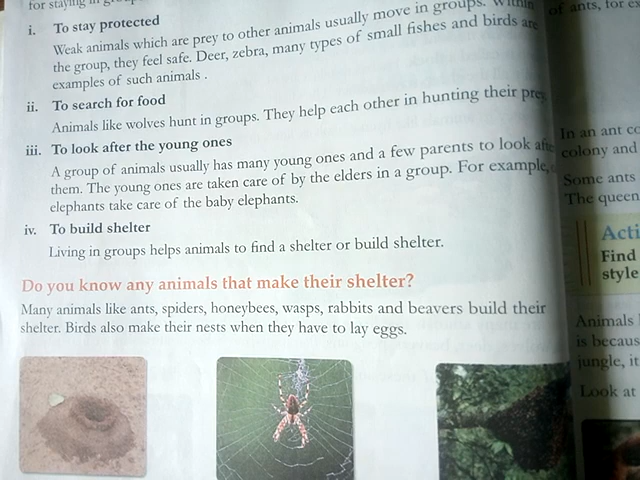 for staying in
i. To stay protected
Weak animals which are prey to other animals usually move in groups. Within
the group, they feel safe. Deer, zebra, many types of small fishes and birds are
examples of such animals .
ii. To search for food
Animals like wolves hunt in groups. They help each other in hunting their prey
iii. To look after the young ones
A group of animals usually has many young ones and a few parents to look after
them. The young ones are taken care of by the elders in a group. For example,
elephants take care of the baby elephants.
iv. To build shelter
Living in groups helps animals to find a shelter or build shelter.
Do you know any animals that make their shelter?
Many animals like ants, spiders, honeybees, wasps, rabbits and beavers build their
shelter. Birds also make their nests when they have to lay eggs.
of ants, for
In an ant
colony and
Some ants
The queen
Acti
Find
style
Animals
is becaus
jungle, it
Look at